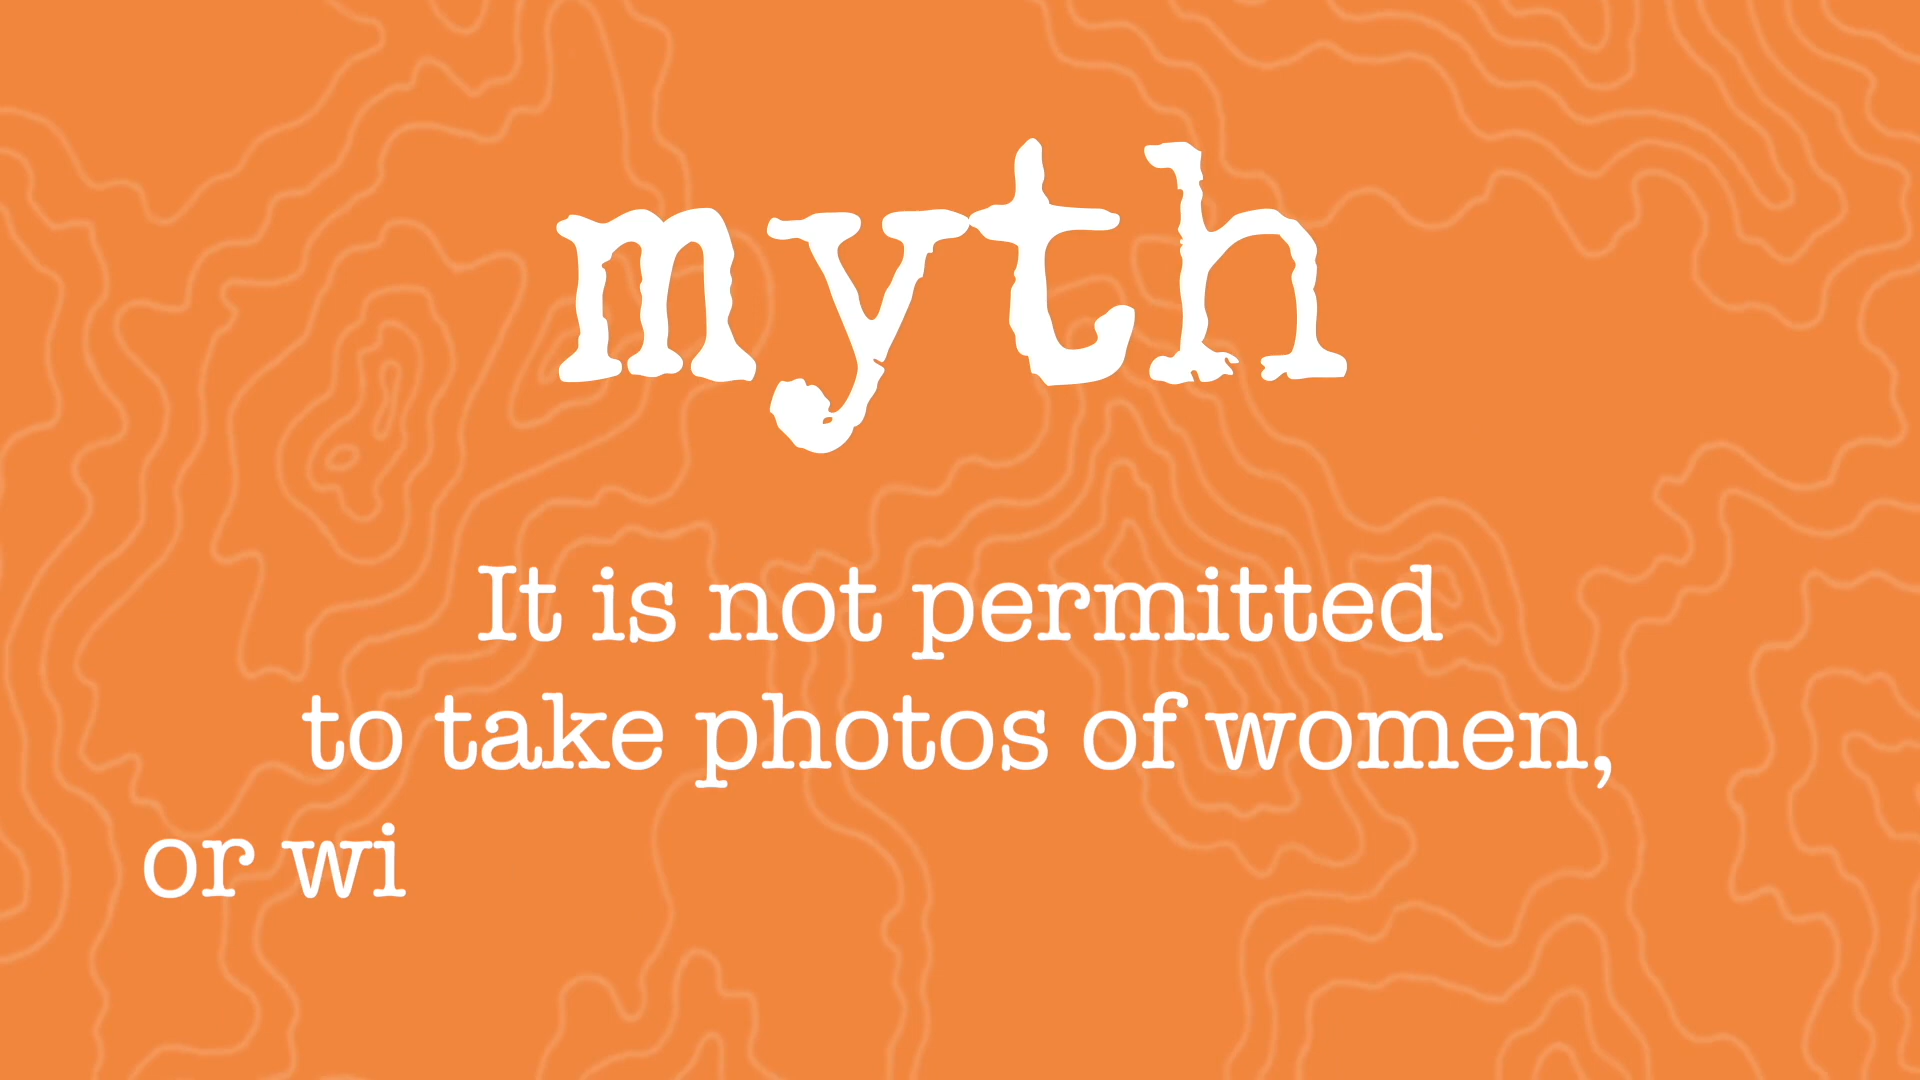 myth
It is not permitted
to take photos of women,
or wi